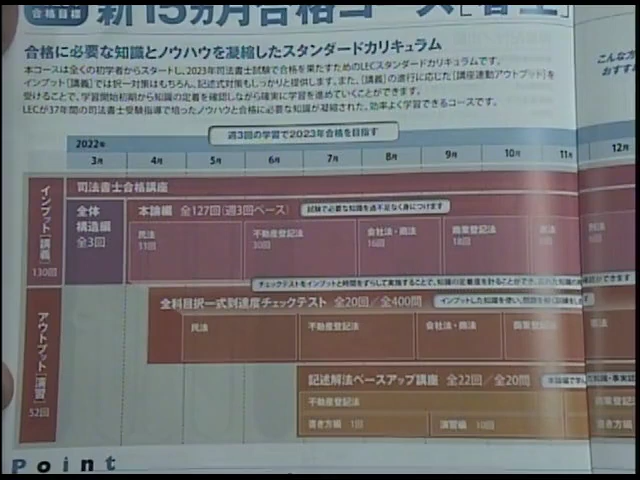 合格目標
新15ヵ月合格コース
合格に必要な知識とノウハウを凝縮したスタンダードカリキュラム
こんな方
おすす
本コースは全くの初学者からスタートし、2023年司法書士試験で合格を果たすためのLECスタンダードカリキュラムです。
インプット[講義]では択一対策はもちろん、記述式対策もしっかりと提供します。また、[講義]の進行に応じた[講座連動アウトプット]を
受けることで、学習開始初期から知識の定着を確認しながら確実に学習を進めていくことができます。
LECが37年間の司法書士受験指導で培ったノウハウと合格に必要な知識が凝縮された、効率よく学習できるコースです。
週3回の学習で2023年合格を目指す
2022年
3月 4月 5月 6月 7月 8月 9月 10月 11月 12月
インプット[講義]
130回
司法書士合格講座
全体
構造編
全3回
本論編 全127回(週3回ペース)
試験で必要な知識を過不足なく身につけます
民法
不動産登記法
30回
会社法・商法
16回
商業登記法
18回
チェックテストをインプットと時間をずらして実施することで、知識の定着度を計ることができ
アウトプット[演習]
52回
全科目択一式到達度チェックテスト 全20回/全400問
インプットした知識を使い、問題を
民法
不動産登記法
会社法・商法
商業登記法
記述解法ベースアップ講座 全22回/全20問
不動産登記法
書き方編 1回
演習編 10回
Point